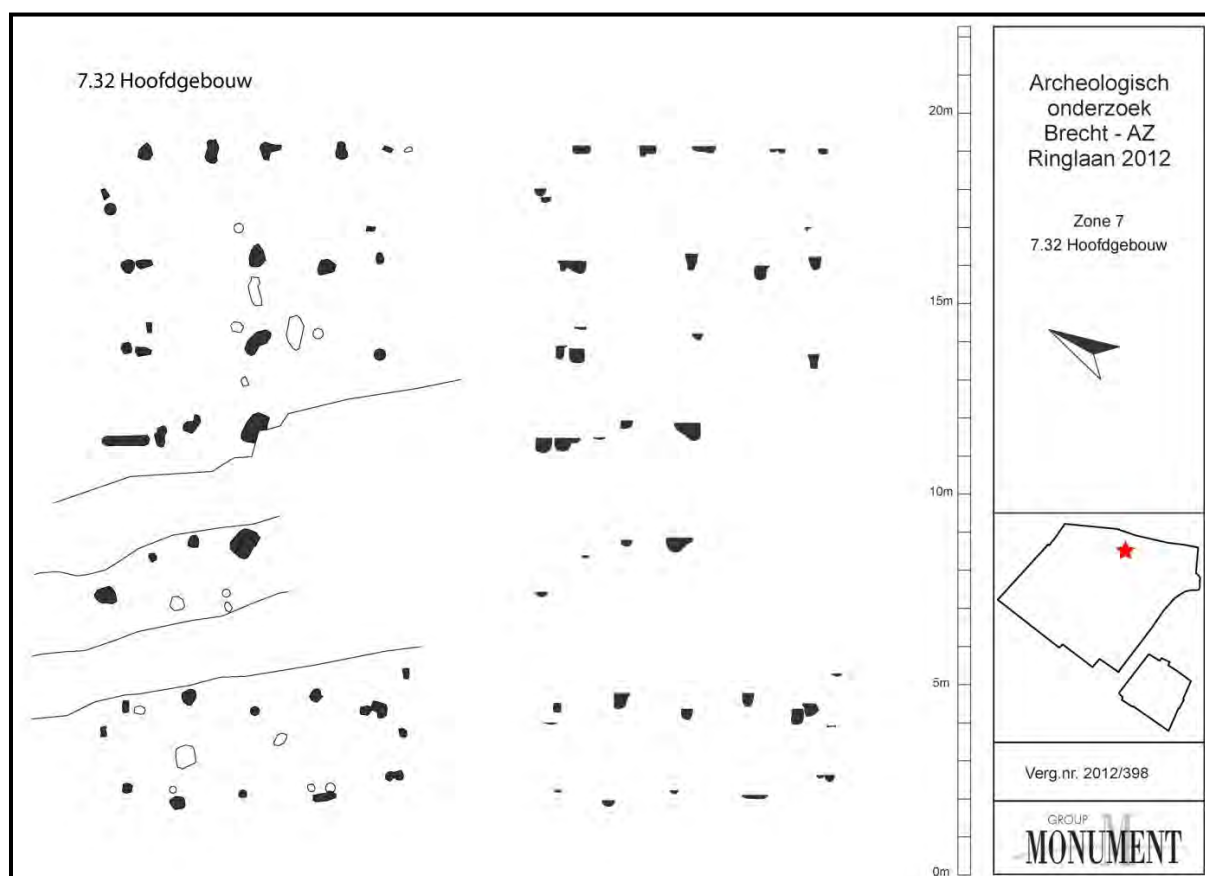 7.32 Hoofdgebouw
20m
15m
10m
5m
0m
Archeologisch
onderzoek
Brecht - AZ
Ringlaan 2012
Zone 7
7.32 Hoofdgebouw
Verg.nr. 2012/398
GROUP
M
MONUMENT